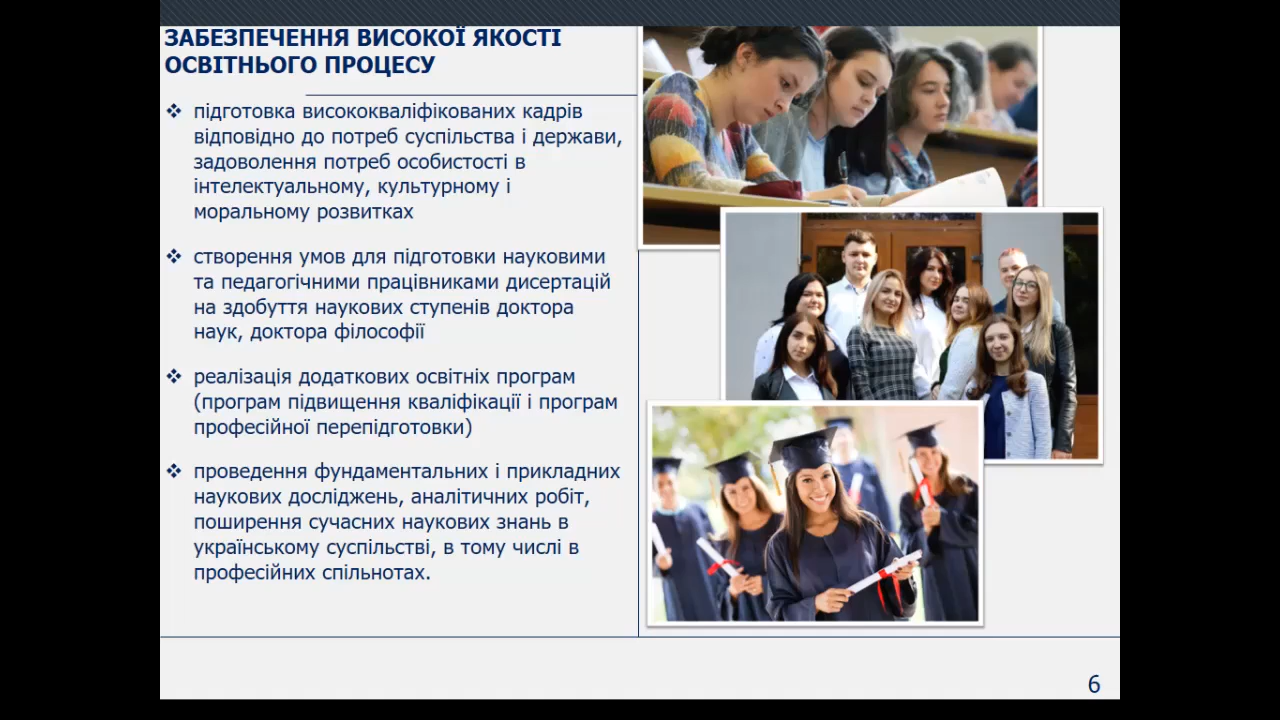 ЗАБЕЗПЕЧЕННЯ ВИСОКОЇ ЯКОСТІ
ОСВІТНЬОГО ПРОЦЕСУ
❖ підготовка висококваліфікованих кадрів
відповідно до потреб суспільства і держави,
задоволення потреб особистості в
інтелектуальному, культурному і
моральному розвитках
❖ створення умов для підготовки науковими
та педагогічними працівниками дисертацій
на здобуття наукових ступенів доктора
наук, доктора філософії
❖ реалізація додаткових освітніх програм
(програм підвищення кваліфікації і програм
професійної перепідготовки)
❖ проведення фундаментальних і прикладних
наукових досліджень, аналітичних робіт,
поширення сучасних наукових знань в
українському суспільстві, в тому числі в
професійних спільнотах.
6